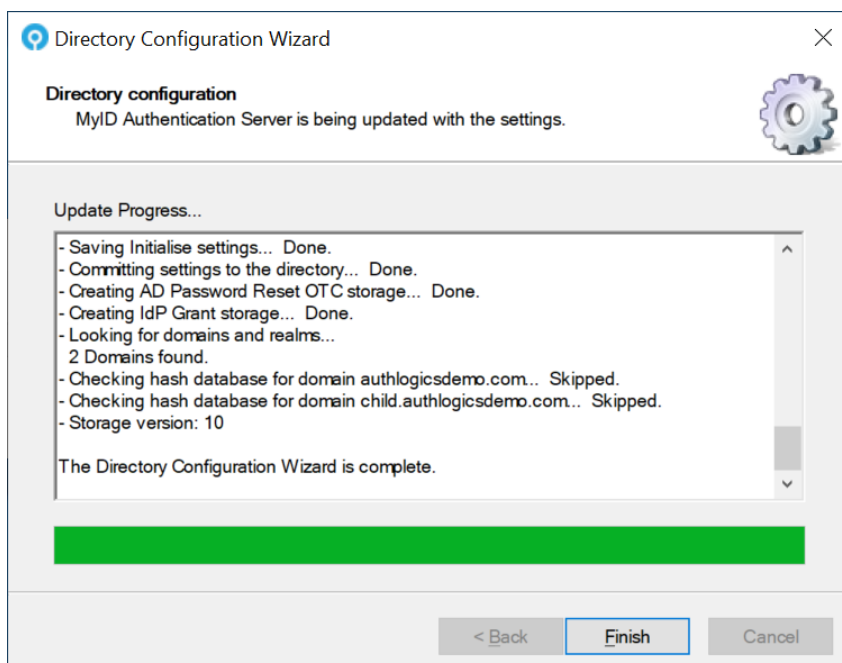 Directory Configuration Wizard
Directory configuration
MyID Authentication Server is being updated with the settings.
Update Progress...
- Saving Initialise settings... Done.
- Committing settings to the directory... Done.
- Creating AD Password Reset OTC storage... Done.
- Creating IdP Grant storage... Done.
- Looking for domains and realms...
2 Domains found.
- Checking hash database for domain authlogicsdemo.com... Skipped.
- Checking hash database for domain child.authlogicsdemo.com... Skipped.
- Storage version: 10
The Directory Configuration Wizard is complete.
< Back
Finish
Cancel